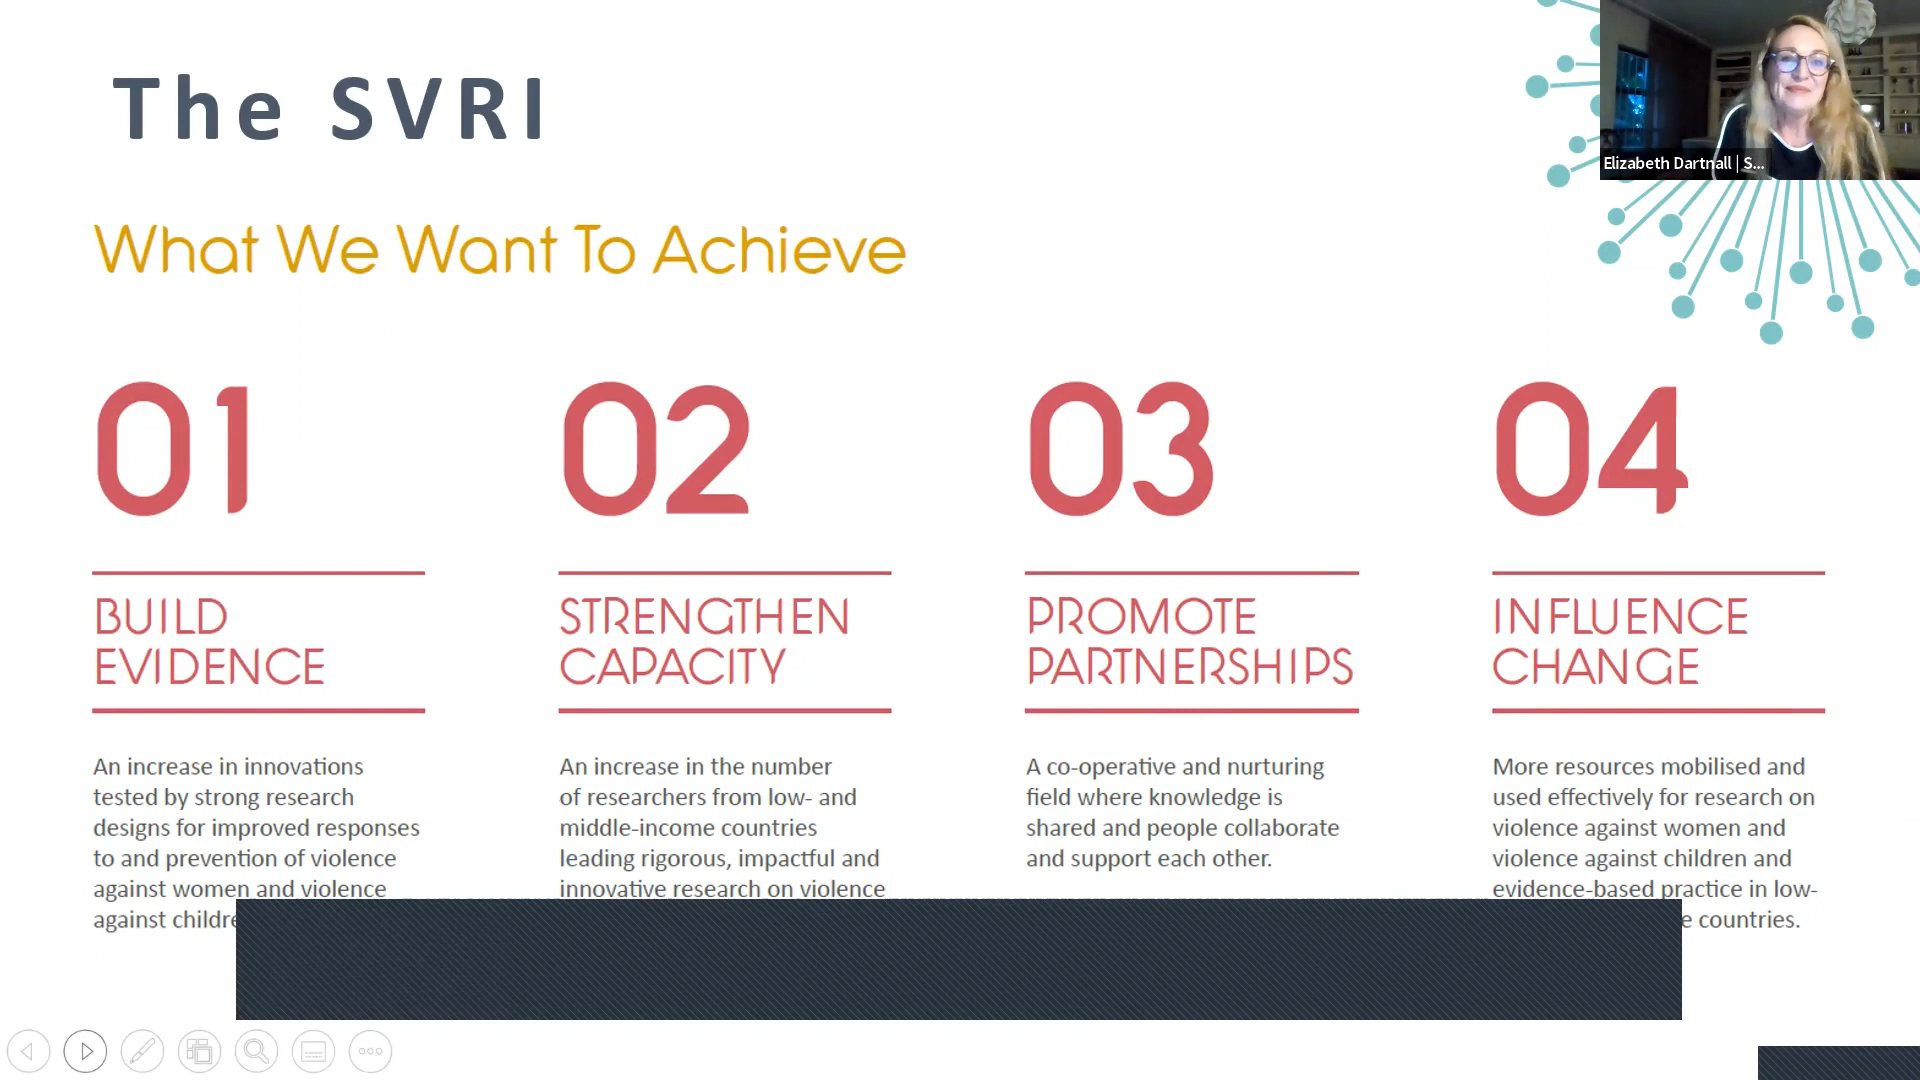 The SVRI
Elizabeth Dartnall | S...
What We Want To Achieve
01
BUILD
EVIDENCE
An increase in innovations
tested by strong research
designs for improved responses
to and prevention of violence
against women and violence
against
02
STRENGTHEN
CAPACITY
An increase in the number
of researchers from low- and
middle-income countries
leading rigorous, impactful and
innovative research on violence
03
PROMOTE
PARTNERSHIPS
A co-operative and nurturing
field where knowledge is
shared and people collaborate
and support each other.
04
INFLUENCE
CHANGE
More resources mobilised and
used effectively for research on
violence against women and
violence against children and
evidence-based practice in low-
countries.